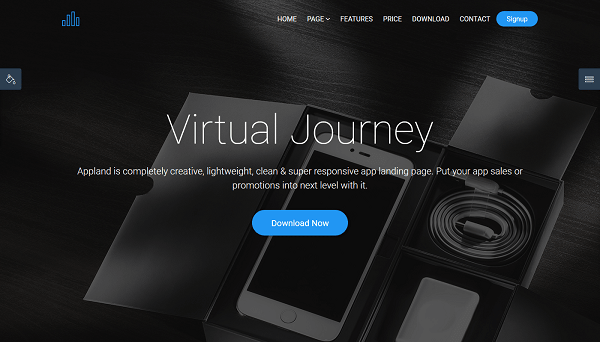 HOME PAGE FEATURES PRICE DOWNLOAD CONTACT Signup
Virtual Journey
Appland is completely creative, lightweight, clean & super responsive app landing page. Put your app sales or
promotions into next level with it.
Download Now